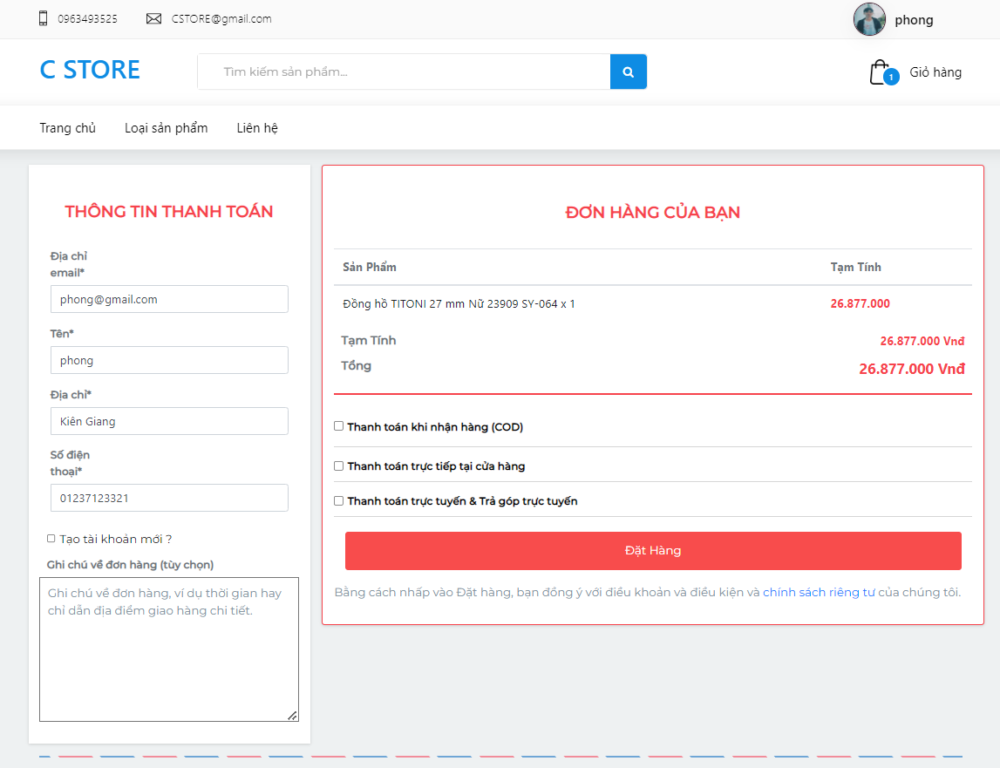 0963493525
CSTORE@gmail.com
phong
C STORE
Tìm kiếm sản phẩm...
1
Giỏ hàng
Trang chủ
Loại sản phẩm
Liên hệ
THÔNG TIN THANH TOÁN
Địa chỉ
email*
phong@gmail.com
Tên*
phong
Địa chỉ*
Kiên Giang
Số điện
thoại*
01237123321
Tạo tài khoản mới ?
Ghi chú về đơn hàng (tùy chọn)
Ghi chú về đơn hàng, ví dụ thời gian hay
chỉ dẫn địa điểm giao hàng chi tiết.
ĐƠN HÀNG CỦA BẠN
Sản Phẩm Tạm Tính
Đồng hồ TITONI 27 mm Nữ 23909 SY-064 x 1 26.877.000
Tạm Tính 26.877.000 Vnđ
Tổng 26.877.000 Vnđ
Thanh toán khi nhận hàng (COD)
Thanh toán trực tiếp tại cửa hàng
Thanh toán trực tuyến & Trả góp trực tuyến
Đặt Hàng
Bằng cách nhấp vào Đặt hàng, bạn đồng ý với điều khoản và điều kiện và chính sách riêng tư của chúng tôi.